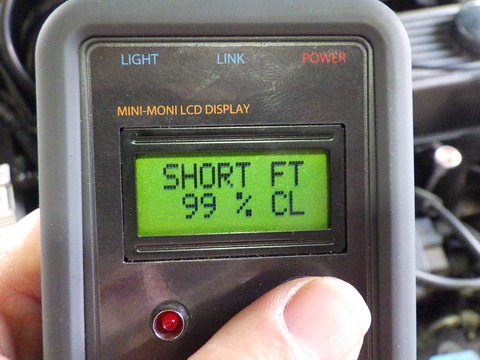 LIGHT LINK POWER
MINI-MONI LCD DISPLAY
SHORT FT
99 % CL